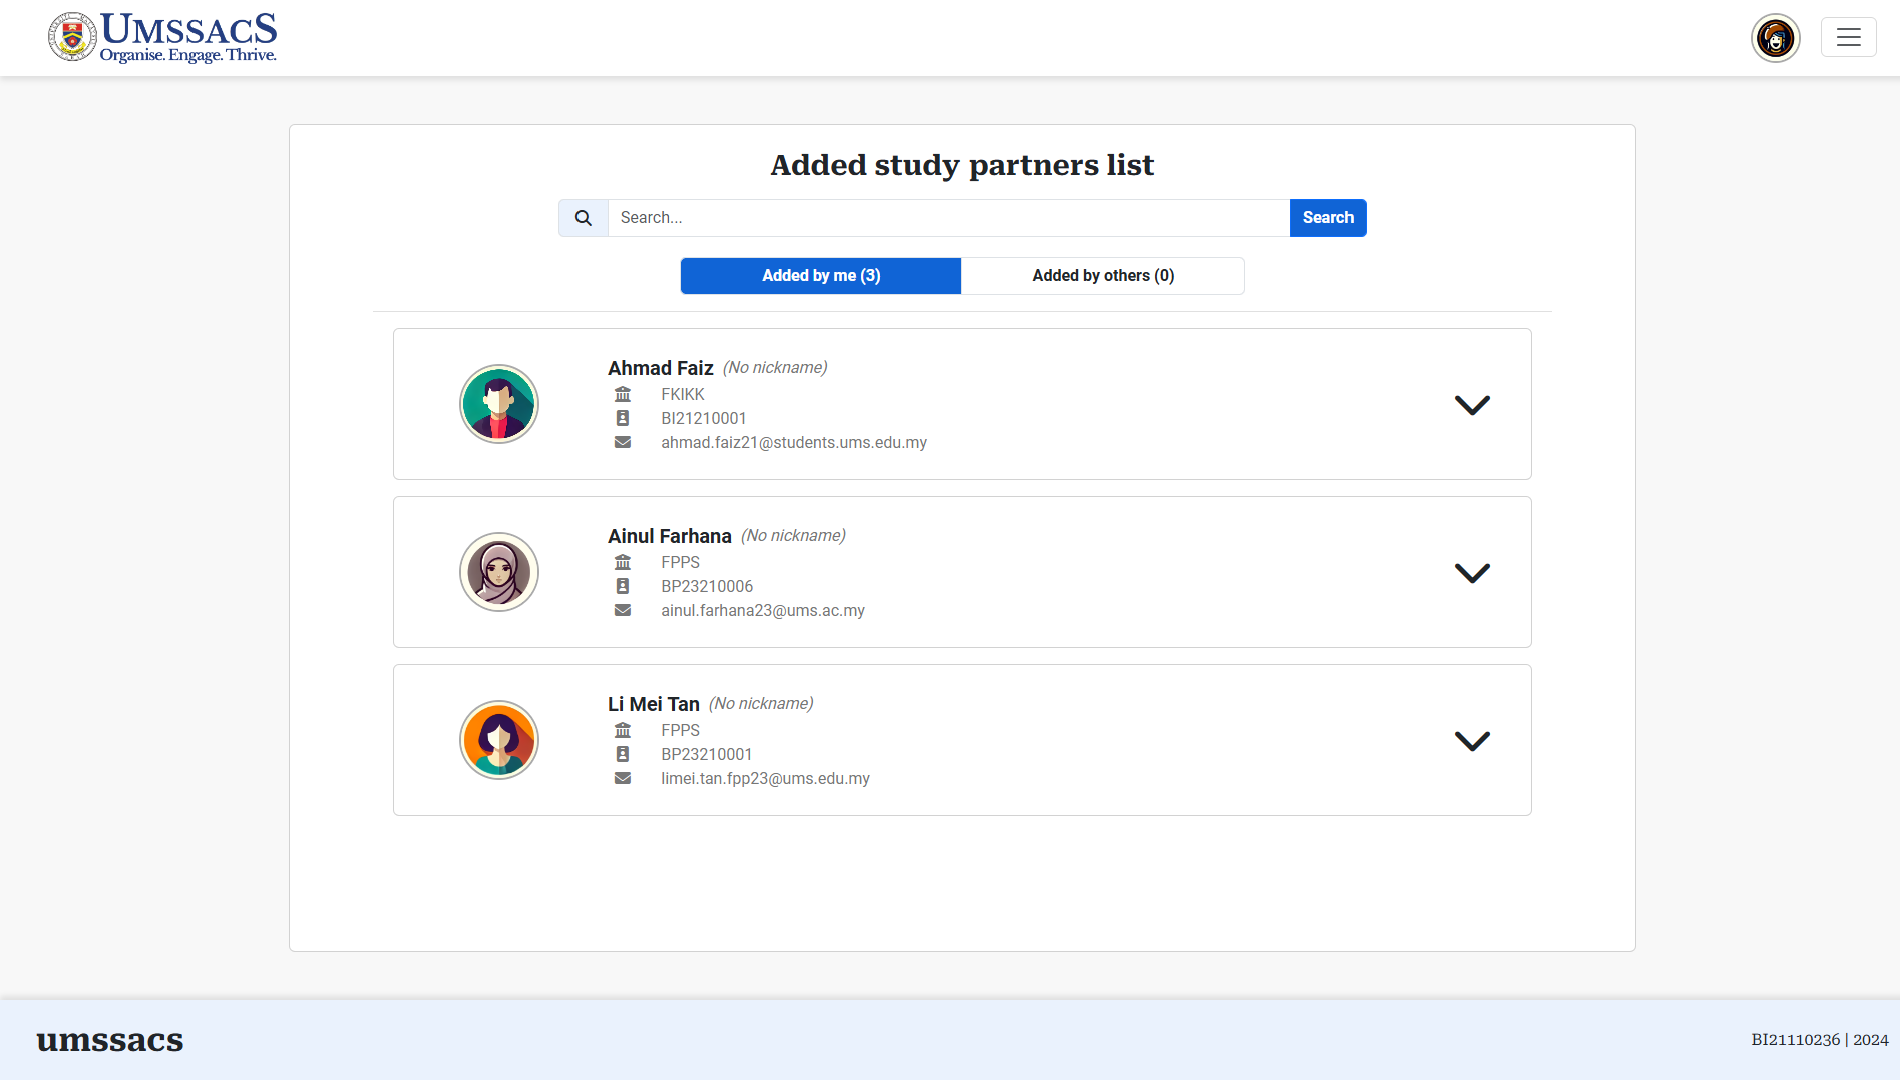 UMSSACS
Organise. Engage. Thrive.
Added study partners list
Search...
Search
Added by me (3)
Added by others (0)
Ahmad Faiz (No nickname)
FKIKK
BI21210001
ahmad.faiz21@students.ums.edu.my
Ainul Farhana (No nickname)
FPPS
BP23210006
ainul.farhana23@ums.ac.my
Li Mei Tan (No nickname)
FPPS
BP23210001
limei.tan.fpp23@ums.edu.my
umssacs
BI21110236 | 2024